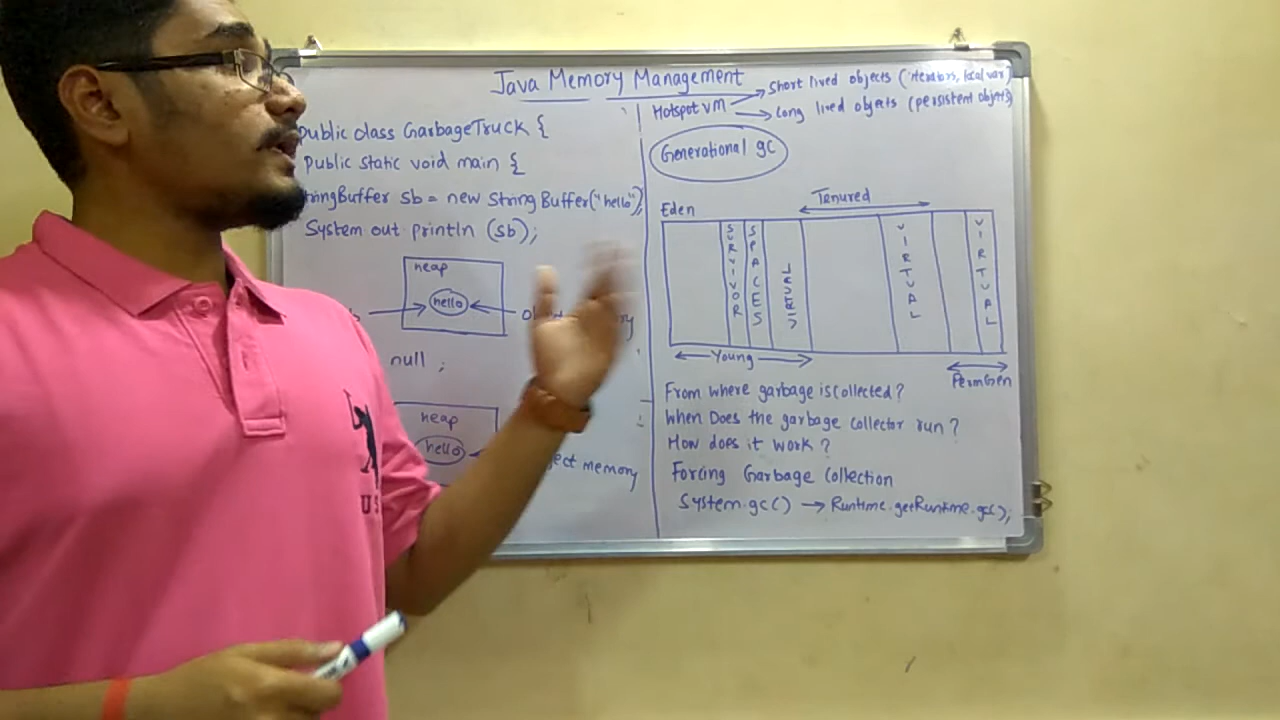 Java Memory Management
public class GarbageTruck {
public static void main {
ringBuffer sb = new StringBuffer("hello");
System out println (sb);
heap
hello
null ;
heap
hello
ject memory
Hotspot vm
Short lived objects (iterators, local var)
Long lived objects (persistent objects)
Generational gc
Eden
Tenured
SURVIVOR
SPACES
VIRTUAL
VIRTUAL
VIRTUAL
Young
PermGen
From where garbage is collected?
When Does the garbage collector run?
How does it work?
Forcing Garbage Collection
System.gc() → Runtime.getRuntime.gc();
US